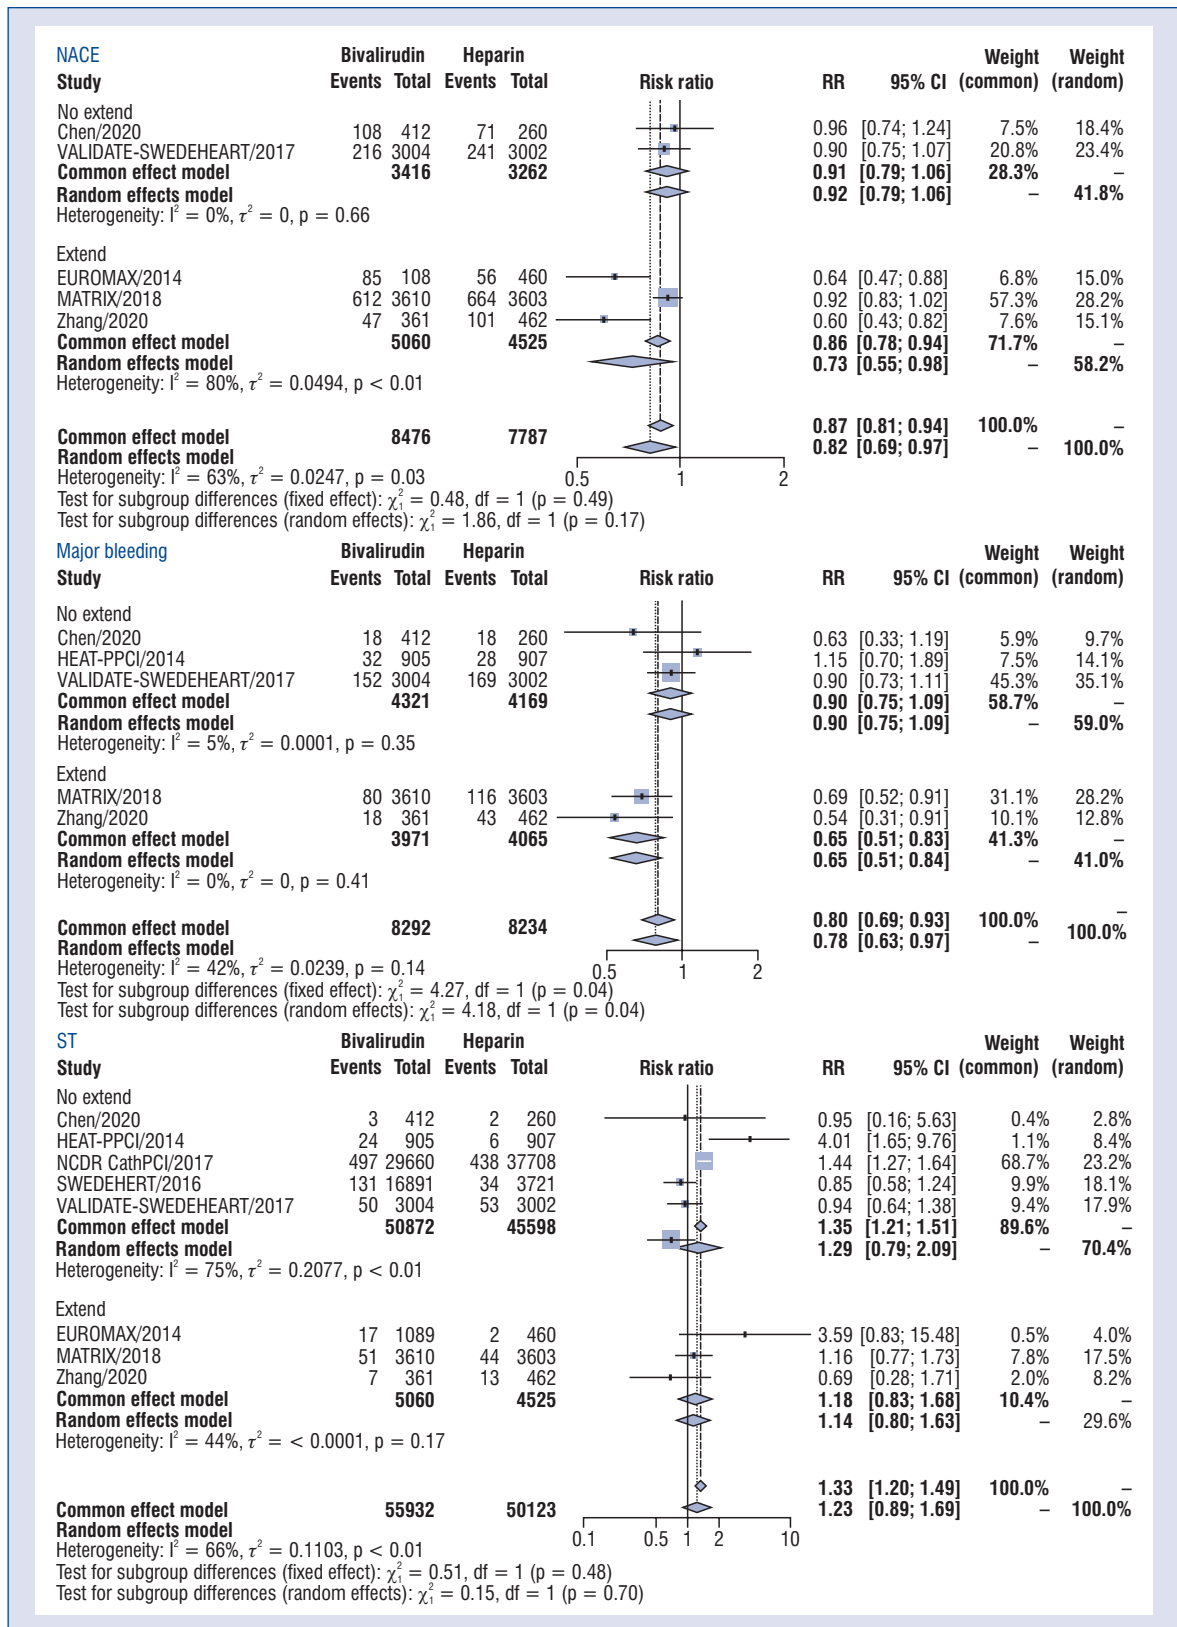 NACE Bivalirudin Heparin Weight Weight
Study Events Total Events Total Risk ratio RR 95% CI (common) (random)
No extend
Chen/2020 108 412 71 260 0.96 [0.74; 1.24] 7.5% 18.4%
VALIDATE-SWEDEHEART/2017 216 3004 241 3002 0.90 [0.75; 1.07] 20.8% 23.4%
Common effect model 3416 3262 0.91 [0.79; 1.06] 28.3% –
Random effects model 0.92 [0.79; 1.06] – 41.8%
Heterogeneity: I² = 0%, τ² = 0, p = 0.66
Extend
EUROMAX/2014 85 108 56 460 0.64 [0.47; 0.88] 6.8% 15.0%
MATRIX/2018 612 3610 664 3603 0.92 [0.83; 1.02] 57.3% 28.2%
Zhang/2020 47 361 101 462 0.60 [0.43; 0.82] 7.6% 15.1%
Common effect model 5060 4525 0.86 [0.78; 0.94] 71.7% –
Random effects model 0.73 [0.55; 0.98] – 58.2%
Heterogeneity: I² = 80%, τ² = 0.0494, p < 0.01
Common effect model 8476 7787 0.87 [0.81; 0.94] 100.0% –
Random effects model 0.82 [0.69; 0.97] – 100.0%
Heterogeneity: I² = 63%, τ² = 0.0247, p = 0.03
0.5 1 2
Test for subgroup differences (fixed effect): χ²₁ = 0.48, df = 1 (p = 0.49)
Test for subgroup differences (random effects): χ²₁ = 1.86, df = 1 (p = 0.17)
Major bleeding Bivalirudin Heparin Weight Weight
Study Events Total Events Total Risk ratio RR 95% CI (common) (random)
No extend
Chen/2020 18 412 18 260 0.63 [0.33; 1.19] 5.9% 9.7%
HEAT-PPCI/2014 32 905 28 907 1.15 [0.70; 1.89] 7.5% 14.1%
VALIDATE-SWEDEHEART/2017 152 3004 169 3002 0.90 [0.73; 1.11] 45.3% 35.1%
Common effect model 4321 4169 0.90 [0.75; 1.09] 58.7% –
Random effects model 0.90 [0.75; 1.09] – 59.0%
Heterogeneity: I² = 5%, τ² = 0.0001, p = 0.35
Extend
MATRIX/2018 80 3610 116 3603 0.69 [0.52; 0.91] 31.1% 28.2%
Zhang/2020 18 361 43 462 0.54 [0.31; 0.91] 10.1% 12.8%
Common effect model 3971 4065 0.65 [0.51; 0.83] 41.3% –
Random effects model 0.65 [0.51; 0.84] – 41.0%
Heterogeneity: I² = 0%, τ² = 0, p = 0.41
Common effect model 8292 8234 0.80 [0.69; 0.93] 100.0% –
Random effects model 0.78 [0.63; 0.97] – 100.0%
Heterogeneity: I² = 42%, τ² = 0.0239, p = 0.14
0.5 1 2
Test for subgroup differences (fixed effect): χ²₁ = 4.27, df = 1 (p = 0.04)
Test for subgroup differences (random effects): χ²₁ = 4.18, df = 1 (p = 0.04)
ST Bivalirudin Heparin Weight Weight
Study Events Total Events Total Risk ratio RR 95% CI (common) (random)
No extend
Chen/2020 3 412 2 260 0.95 [0.16; 5.63] 0.4% 2.8%
HEAT-PPCI/2014 24 905 6 907 4.01 [1.65; 9.76] 1.1% 8.4%
NCDR CathPCI/2017 497 29660 438 37708 1.44 [1.27; 1.64] 68.7% 23.2%
SWEDEHERT/2016 131 16891 34 3721 0.85 [0.58; 1.24] 9.9% 18.1%
VALIDATE-SWEDEHEART/2017 50 3004 53 3002 0.94 [0.64; 1.38] 9.4% 17.9%
Common effect model 50872 45598 1.35 [1.21; 1.51] 89.6% –
Random effects model 1.29 [0.79; 2.09] – 70.4%
Heterogeneity: I² = 75%, τ² = 0.2077, p < 0.01
Extend
EUROMAX/2014 17 1089 2 460 3.59 [0.83; 15.48] 0.5% 4.0%
MATRIX/2018 51 3610 44 3603 1.16 [0.77; 1.73] 7.8% 17.5%
Zhang/2020 7 361 13 462 0.69 [0.28; 1.71] 2.0% 8.2%
Common effect model 5060 4525 1.18 [0.83; 1.68] 10.4% –
Random effects model 1.14 [0.80; 1.63] – 29.6%
Heterogeneity: I² = 44%, τ² = < 0.0001, p = 0.17
Common effect model 55932 50123 1.33 [1.20; 1.49] 100.0% –
Random effects model 1.23 [0.89; 1.69] – 100.0%
Heterogeneity: I² = 66%, τ² = 0.1103, p < 0.01
0.1 0.5 1 2 10
Test for subgroup differences (fixed effect): χ²₁ = 0.51, df = 1 (p = 0.48)
Test for subgroup differences (random effects): χ²₁ = 0.15, df = 1 (p = 0.70)